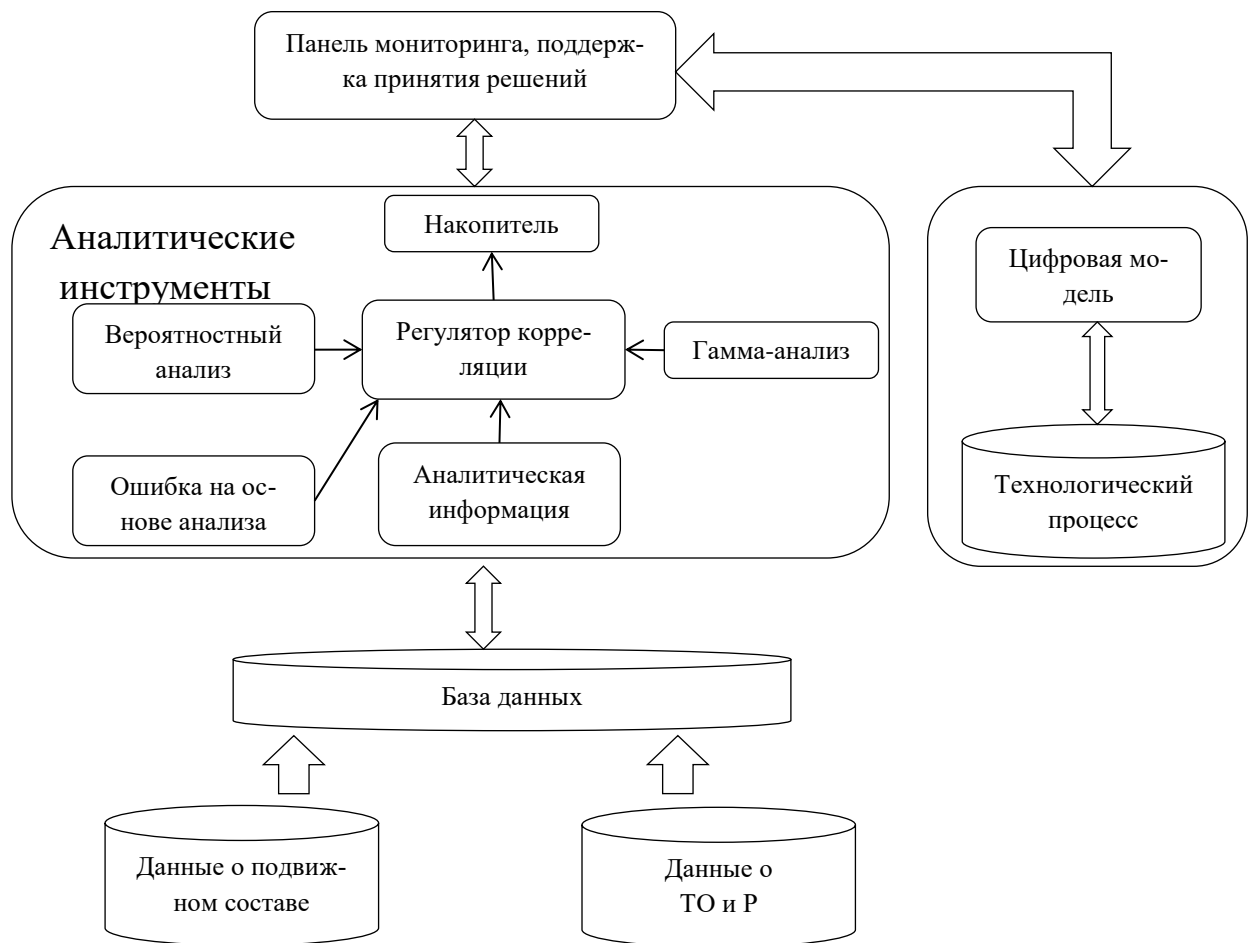 Панель мониторинга, поддерж-
ка принятия решений
Аналитические
инструменты
Накопитель
Вероятностный
анализ
Регулятор корре-
ляции
Гамма-анализ
Ошибка на ос-
нове анализа
Аналитическая
информация
Цифровая мо-
дель
Технологический
процесс
База данных
Данные о подвиж-
ном составе
Данные о
ТО и Р